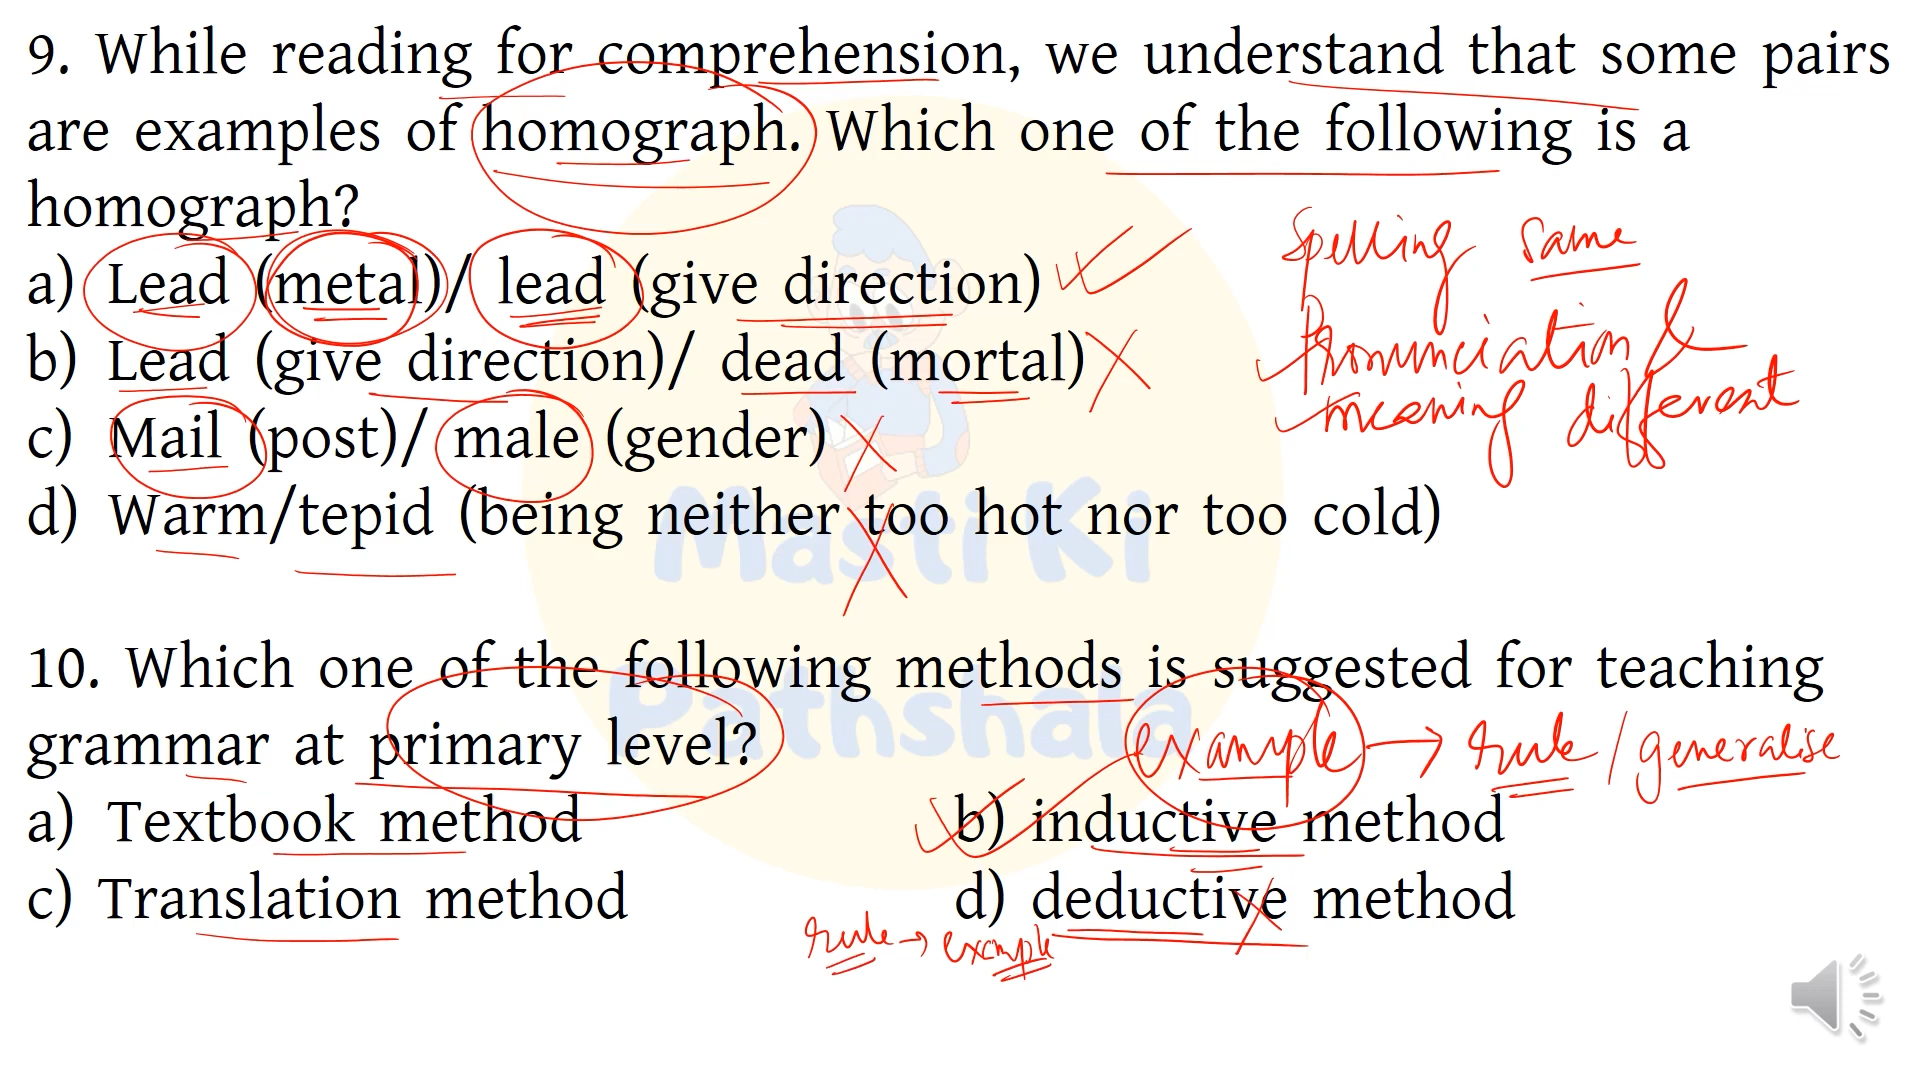 9. While reading for comprehension, we understand that some pairs
are examples of homograph. Which one of the following is a
homograph?
a) Lead (metal)/ lead (give direction)
b) Lead (give direction)/ dead (mortal)
c) Mail (post)/ male (gender)
d) Warm/tepid (being neither too hot nor too cold)
Spelling same
Pronunciation &
meaning different
Masti Ki
Pathshala
10. Which one of the following methods is suggested for teaching
grammar at primary level?
example → rule / generalise
a) Textbook method b) inductive method
c) Translation method d) deductive method
rule → example